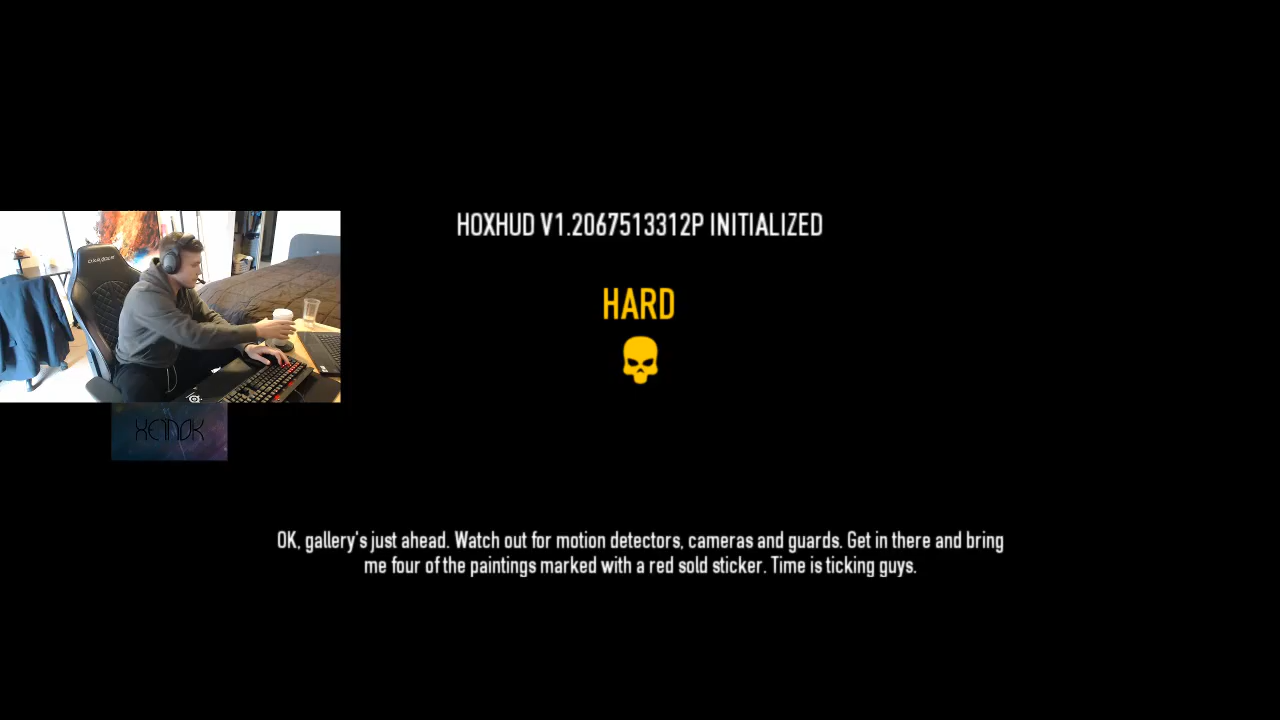 HOXHUD V1.2067513312P INITIALIZED
HARD
XEINOK
OK, gallery's just ahead. Watch out for motion detectors, cameras and guards. Get in there and bring
me four of the paintings marked with a red sold sticker. Time is ticking guys.